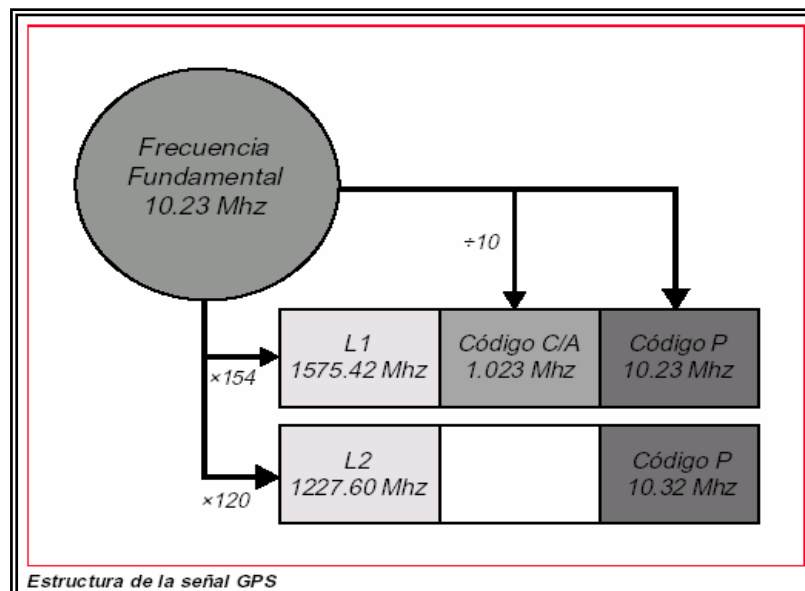 Frecuencia
Fundamental
10.23 Mhz
÷10
×154
L1
1575.42 Mhz
Código C/A
1.023 Mhz
Código P
10.23 Mhz
×120
L2
1227.60 Mhz
Código P
10.32 Mhz
Estructura de la señal GPS